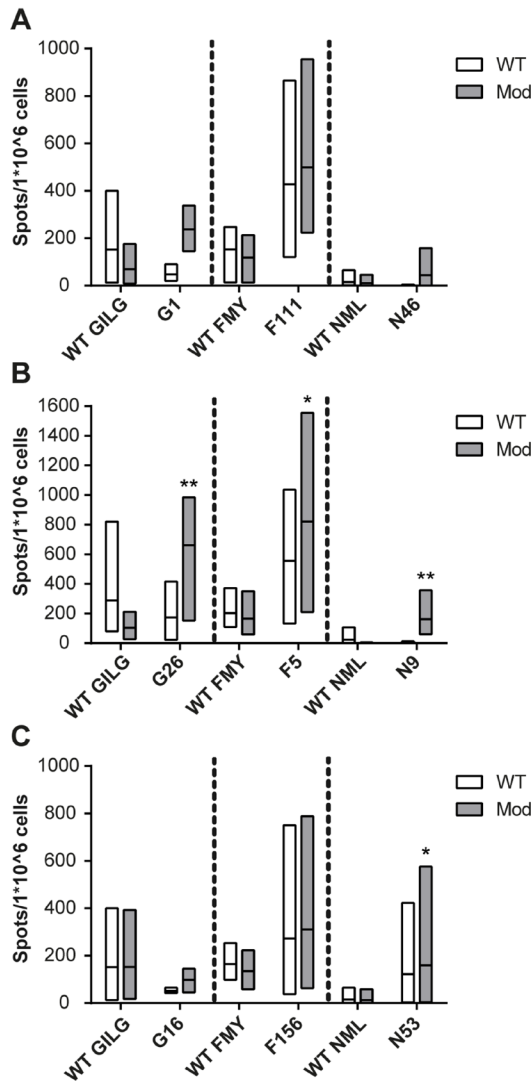 A
Spots/1*10^6 cells
1000
800
600
400
200
0
WT GILG
G1
WT FMY
F111
WT NML
N46
WT
Mod
B
Spots/1*10^6 cells
1600
1400
1200
1000
800
600
400
200
0
**
*
**
WT GILG
G26
WT FMY
F5
WT NML
N9
WT
Mod
C
Spots/1*10^6 cells
1000
800
600
400
200
0
*
WT GILG
G16
WT FMY
F156
WT NML
N53
WT
Mod